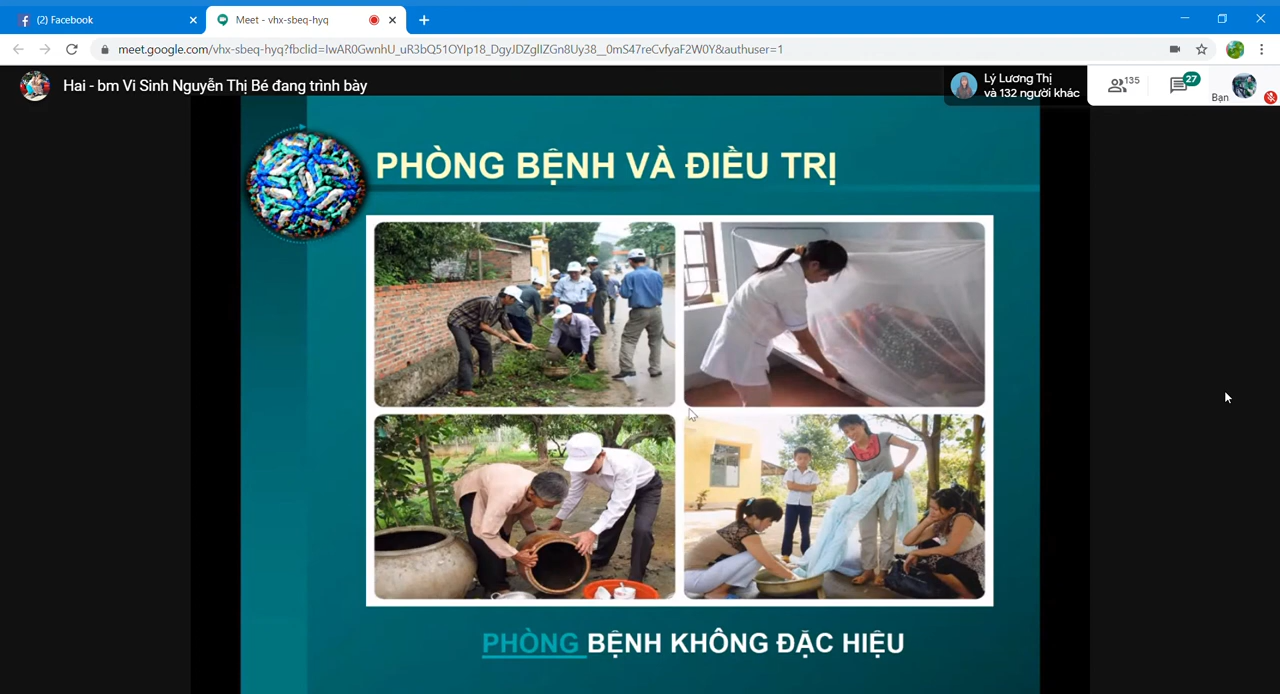 (2) Facebook
Meet - vhx-sbeq-hyq
meet.google.com/vhx-sbeq-hyq?fbclid=IwAR0GwnhU_uR3bQ51OYIp18_DgyJDZglIZGn8Uy38__0mS47reCvfyaF2W0Y&authuser=1
Hai - bm Vi Sinh Nguyễn Thị Bé đang trình bày
Lý Lương Thị
và 132 người khác
135
27
Bạn
PHÒNG BỆNH VÀ ĐIỀU TRỊ
PHÒNG BỆNH KHÔNG ĐẶC HIỆU